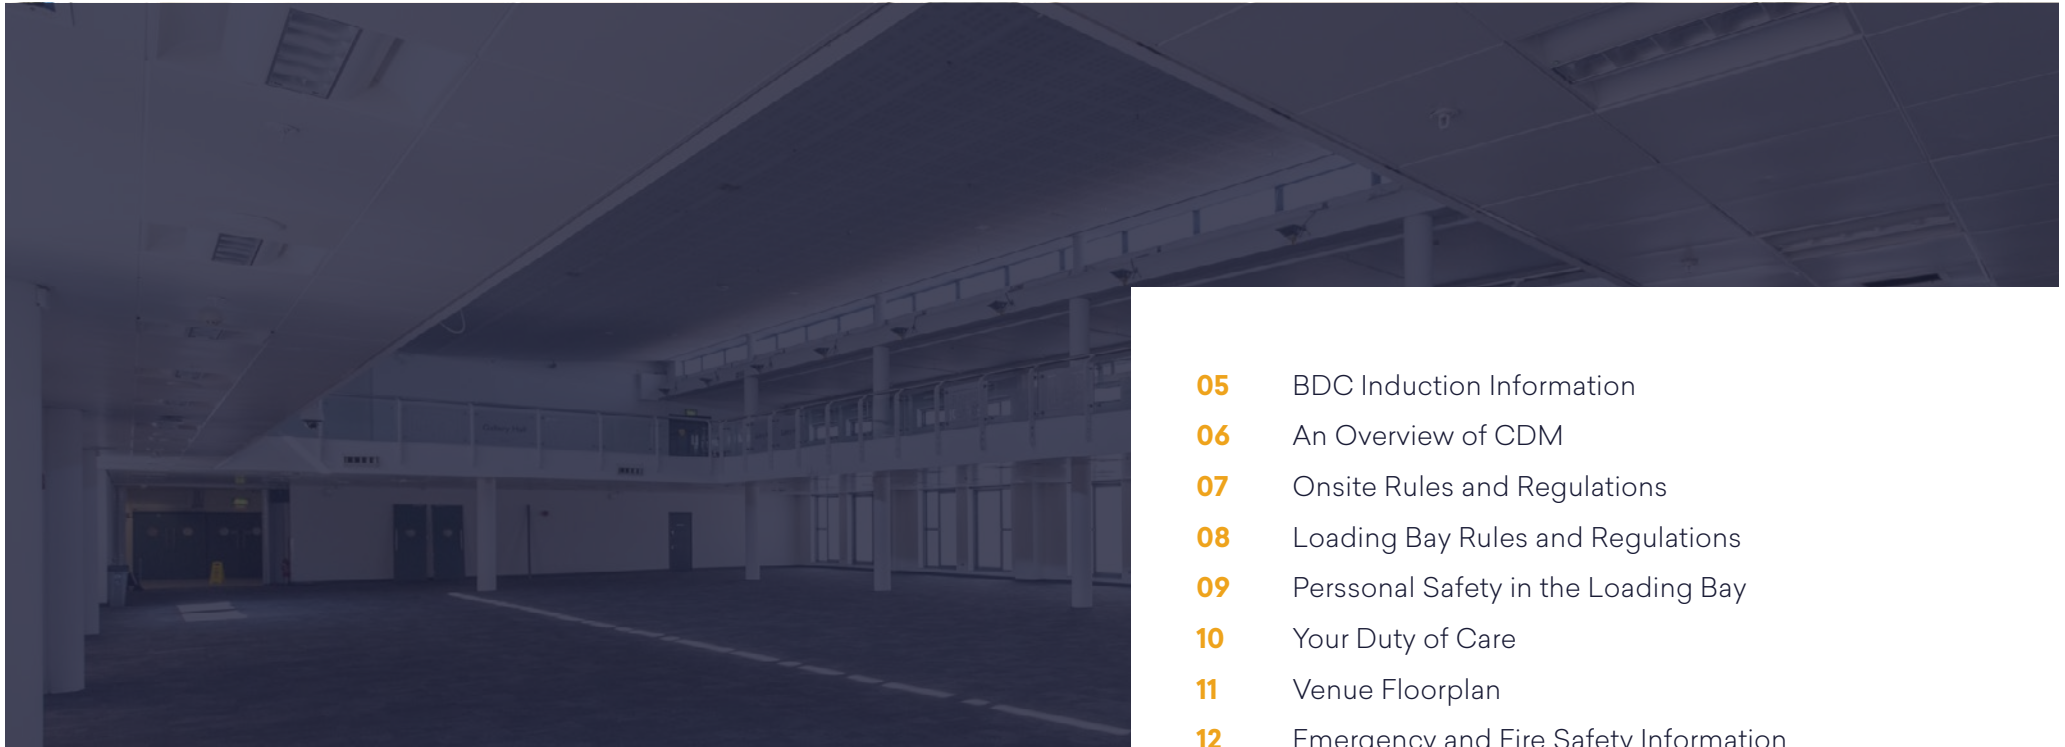 05 BDC Induction Information
06 An Overview of CDM
07 Onsite Rules and Regulations
08 Loading Bay Rules and Regulations
09 Perssonal Safety in the Loading Bay
10 Your Duty of Care
11 Venue Floorplan
12 Emergency and Fire Safety Information